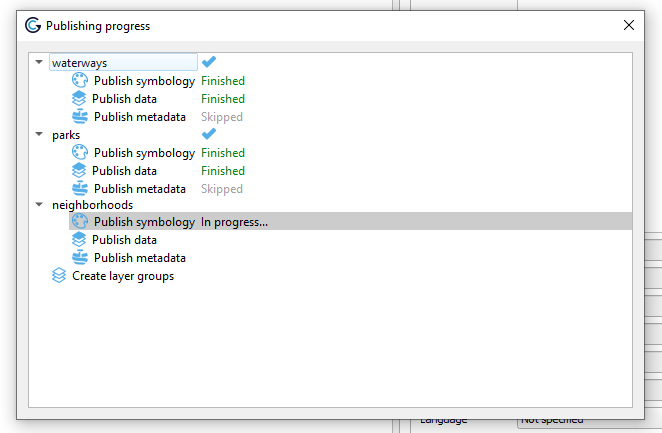 Publishing progress
waterways
Publish symbology Finished
Publish data Finished
Publish metadata Skipped
parks
Publish symbology Finished
Publish data Finished
Publish metadata Skipped
neighborhoods
Publish symbology In progress...
Publish data
Publish metadata
Create layer groups
Language Not specified